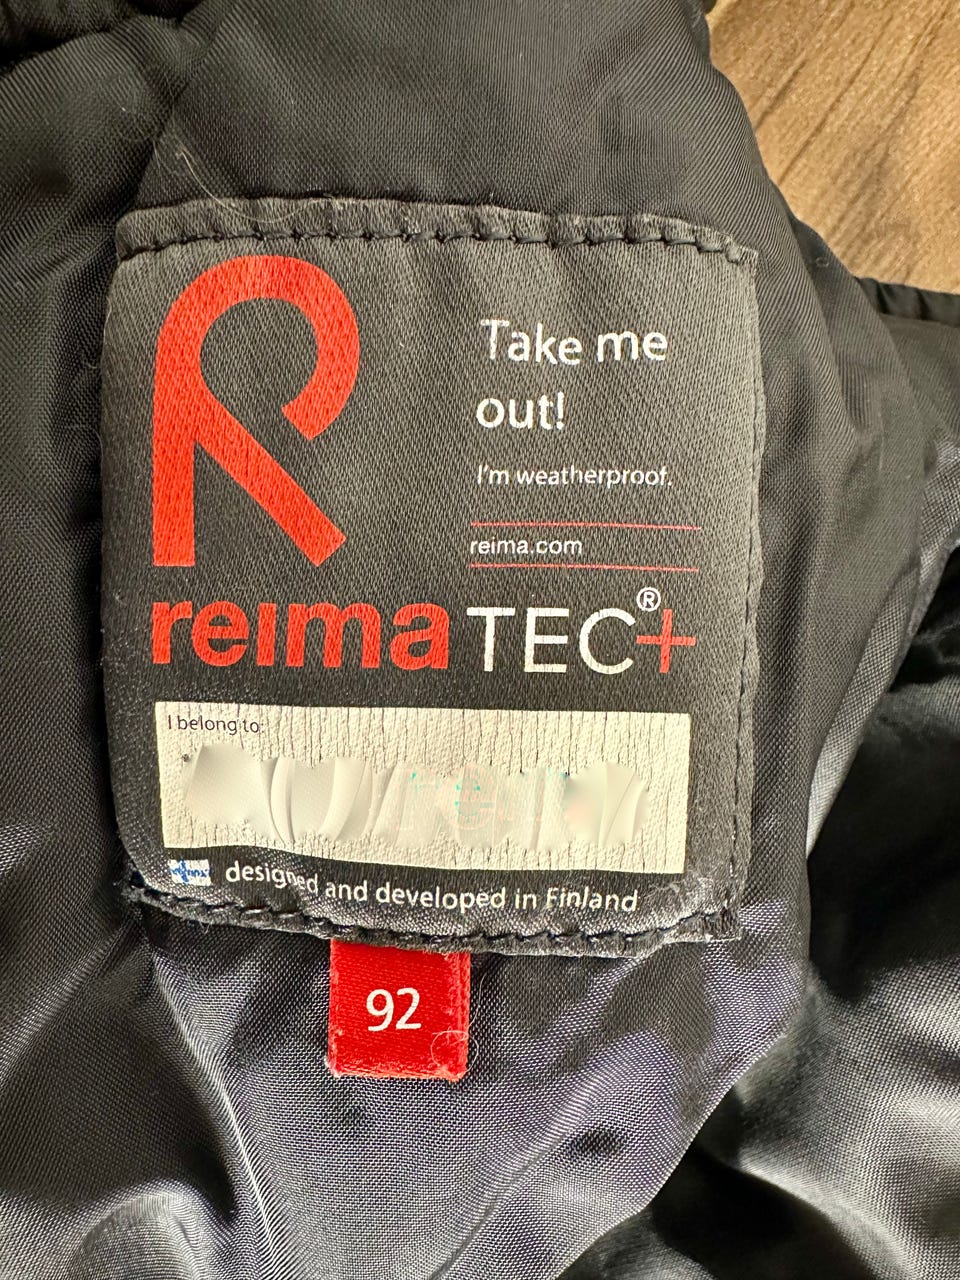 Take me
out!
I'm weatherproof.
reima.com
reima TEC®+
I belong to:
designed and developed in Finland
92